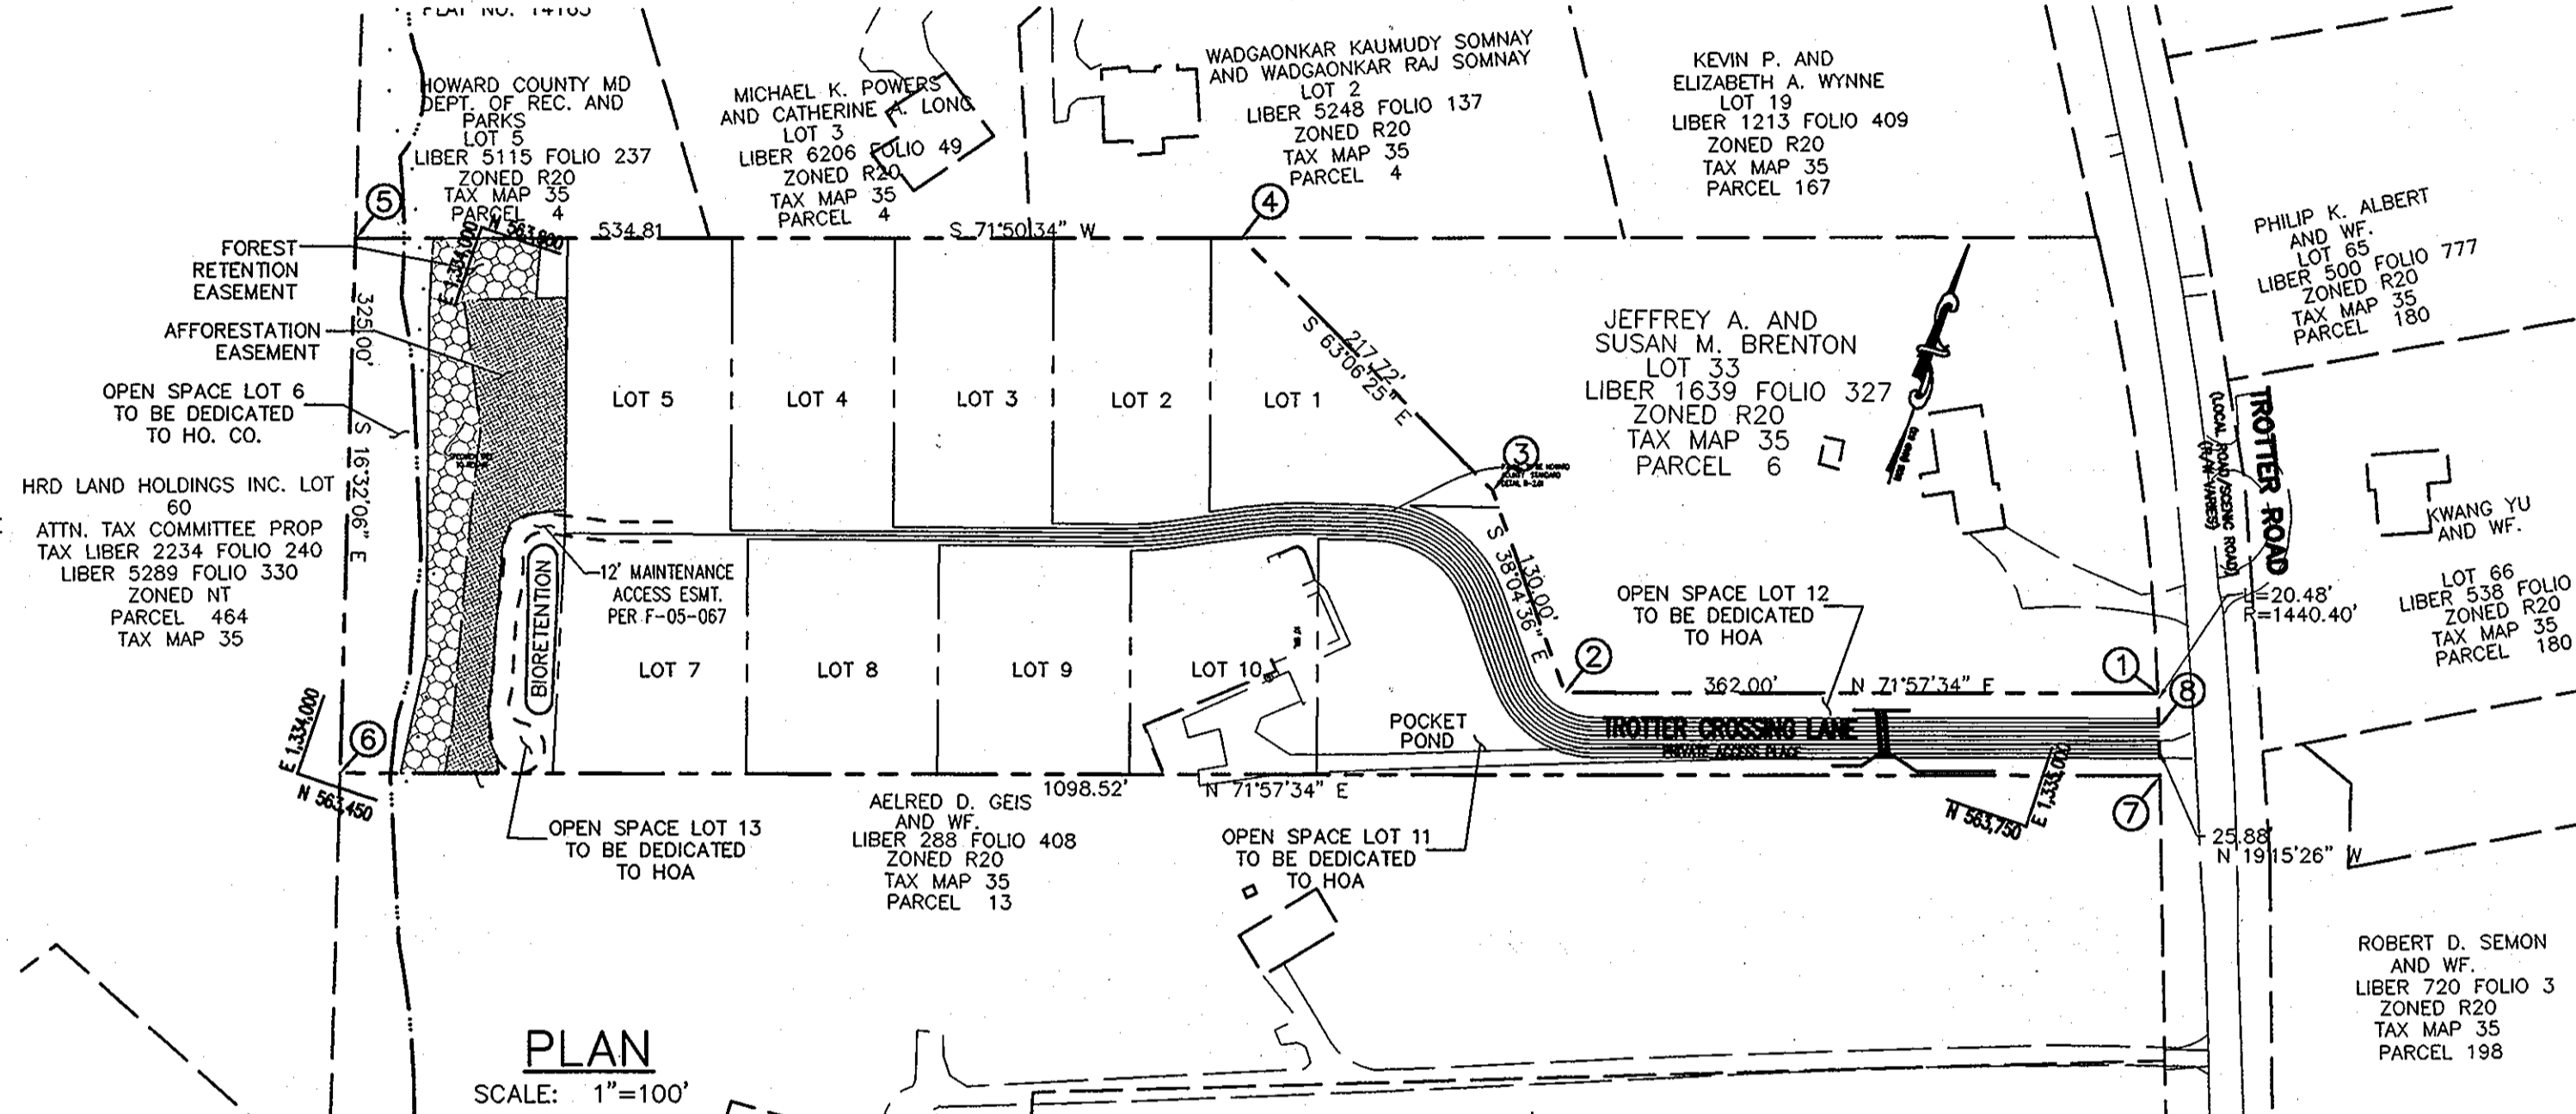 PLAT NO. 14165
HOWARD COUNTY MD
DEPT. OF REC. AND
PARKS
LOT 5
LIBER 5115 FOLIO 237
ZONED R20
TAX MAP 35
PARCEL 4
MICHAEL K. POWERS
AND CATHERINE A. LONG
LOT 3
LIBER 6206 FOLIO 49
ZONED R20
TAX MAP 35
PARCEL 4
WADGAONKAR KAUMUDY SOMNAY
AND WADGAONKAR RAJ SOMNAY
LOT 2
LIBER 5248 FOLIO 137
ZONED R20
TAX MAP 35
PARCEL 4
KEVIN P. AND
ELIZABETH A. WYNNE
LOT 19
LIBER 1213 FOLIO 409
ZONED R20
TAX MAP 35
PARCEL 167
PHILIP K. ALBERT
AND WF.
LOT 65
LIBER 500 FOLIO 777
ZONED R20
TAX MAP 35
PARCEL 180
5
4
N 563,900
E 1,334,000
534.81
S 71°50'34" W
FOREST
RETENTION
EASEMENT
AFFORESTATION
EASEMENT
OPEN SPACE LOT 6
TO BE DEDICATED
TO HO. CO.
325.00'
S 16°32'06" E
HRD LAND HOLDINGS INC. LOT
60
ATTN. TAX COMMITTEE PROP
TAX LIBER 2234 FOLIO 240
LIBER 5289 FOLIO 330
ZONED NT
PARCEL 464
TAX MAP 35
LOT 5
LOT 4
LOT 3
LOT 2
LOT 1
217.72'
S 63°06'25" E
3
JEFFREY A. AND
SUSAN M. BRENTON
LOT 33
LIBER 1639 FOLIO 327
ZONED R20
TAX MAP 35
PARCEL 6
TROTTER ROAD
(LOCAL ROAD/SCENIC ROAD)
(R/W VARIES)
KWANG YU
AND WF.
LOT 66
LIBER 538 FOLIO
ZONED R20
TAX MAP 35
PARCEL 180
L=20.48'
R=1440.40'
BIORETENTION
12' MAINTENANCE
ACCESS ESMT.
PER F-05-067
130.00'
S 38°04'36" E
OPEN SPACE LOT 12
TO BE DEDICATED
TO HOA
LOT 7
LOT 8
LOT 9
LOT 10
2
362.00'
N 71°57'34" E
1
8
POCKET
POND
TROTTER CROSSING LANE
PRIVATE ACCESS PLACE
6
E 1,334,000
N 563,450
1098.52'
N 71°57'34" E
N 563,750
E 1,335,000
7
25.88'
N 19°15'26" W
OPEN SPACE LOT 13
TO BE DEDICATED
TO HOA
AELRED D. GEIS
AND WF.
LIBER 288 FOLIO 408
ZONED R20
TAX MAP 35
PARCEL 13
OPEN SPACE LOT 11
TO BE DEDICATED
TO HOA
ROBERT D. SEMON
AND WF.
LIBER 720 FOLIO 3
ZONED R20
TAX MAP 35
PARCEL 198
PLAN
SCALE: 1"=100'